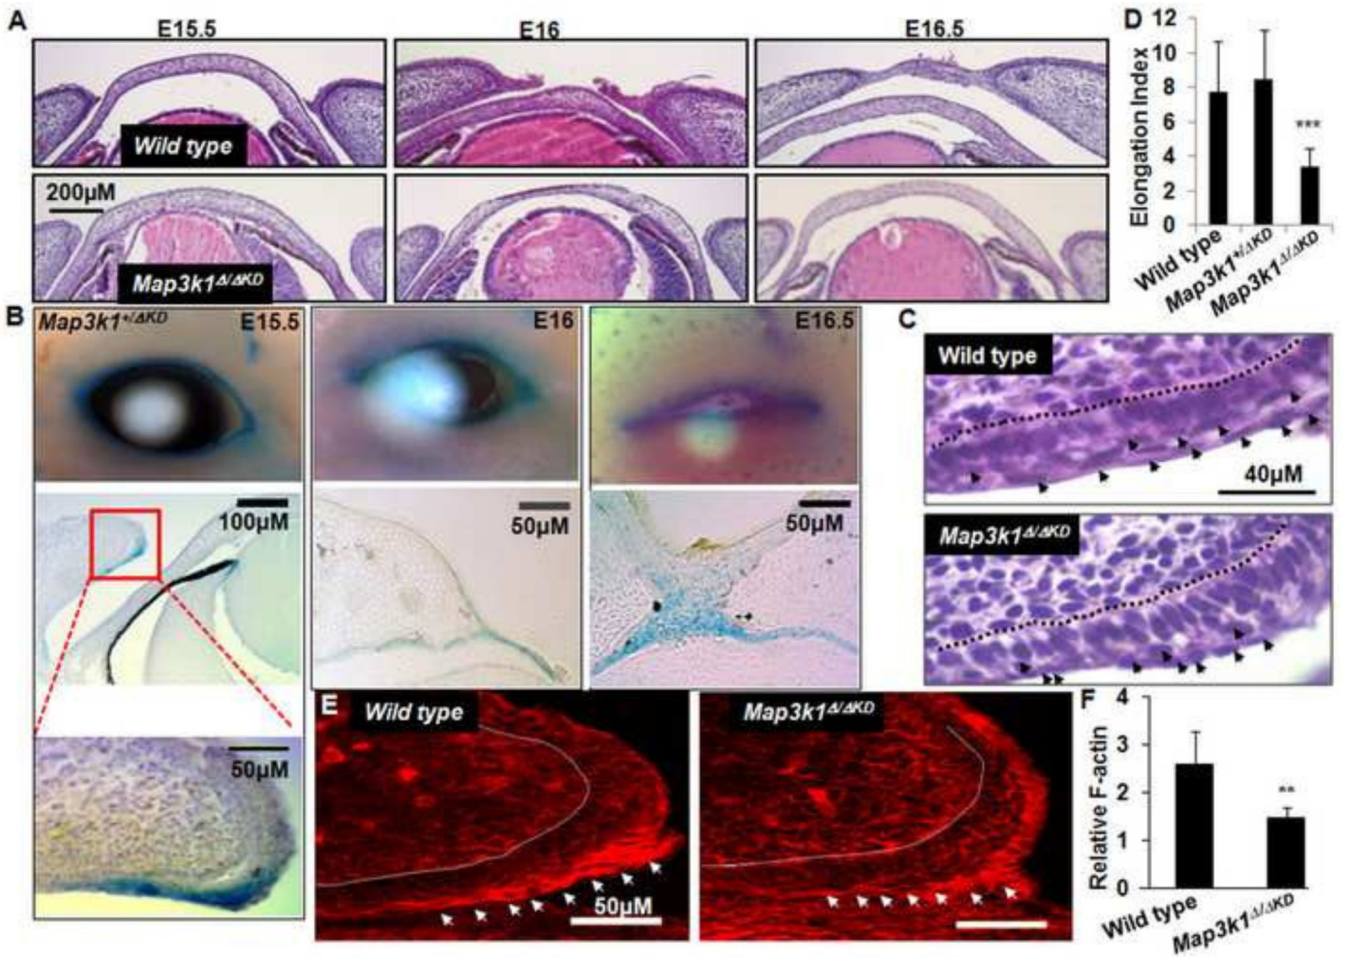 A
E15.5
E16
E16.5
Wild type
200µM
Map3k1Δ/ΔKD
D
12
10
8
6
4
2
0
Elongation Index
***
Wild type
Map3k1+/ΔKD
Map3k1Δ/ΔKD
B
Map3k1+/ΔKD
E15.5
E16
E16.5
100µM
50µM
50µM
50µM
C
Wild type
40µM
Map3k1Δ/ΔKD
E
Wild type
50µM
Map3k1Δ/ΔKD
F
4
3
2
1
0
Relative F-actin
**
Wild type
Map3k1Δ/ΔKD